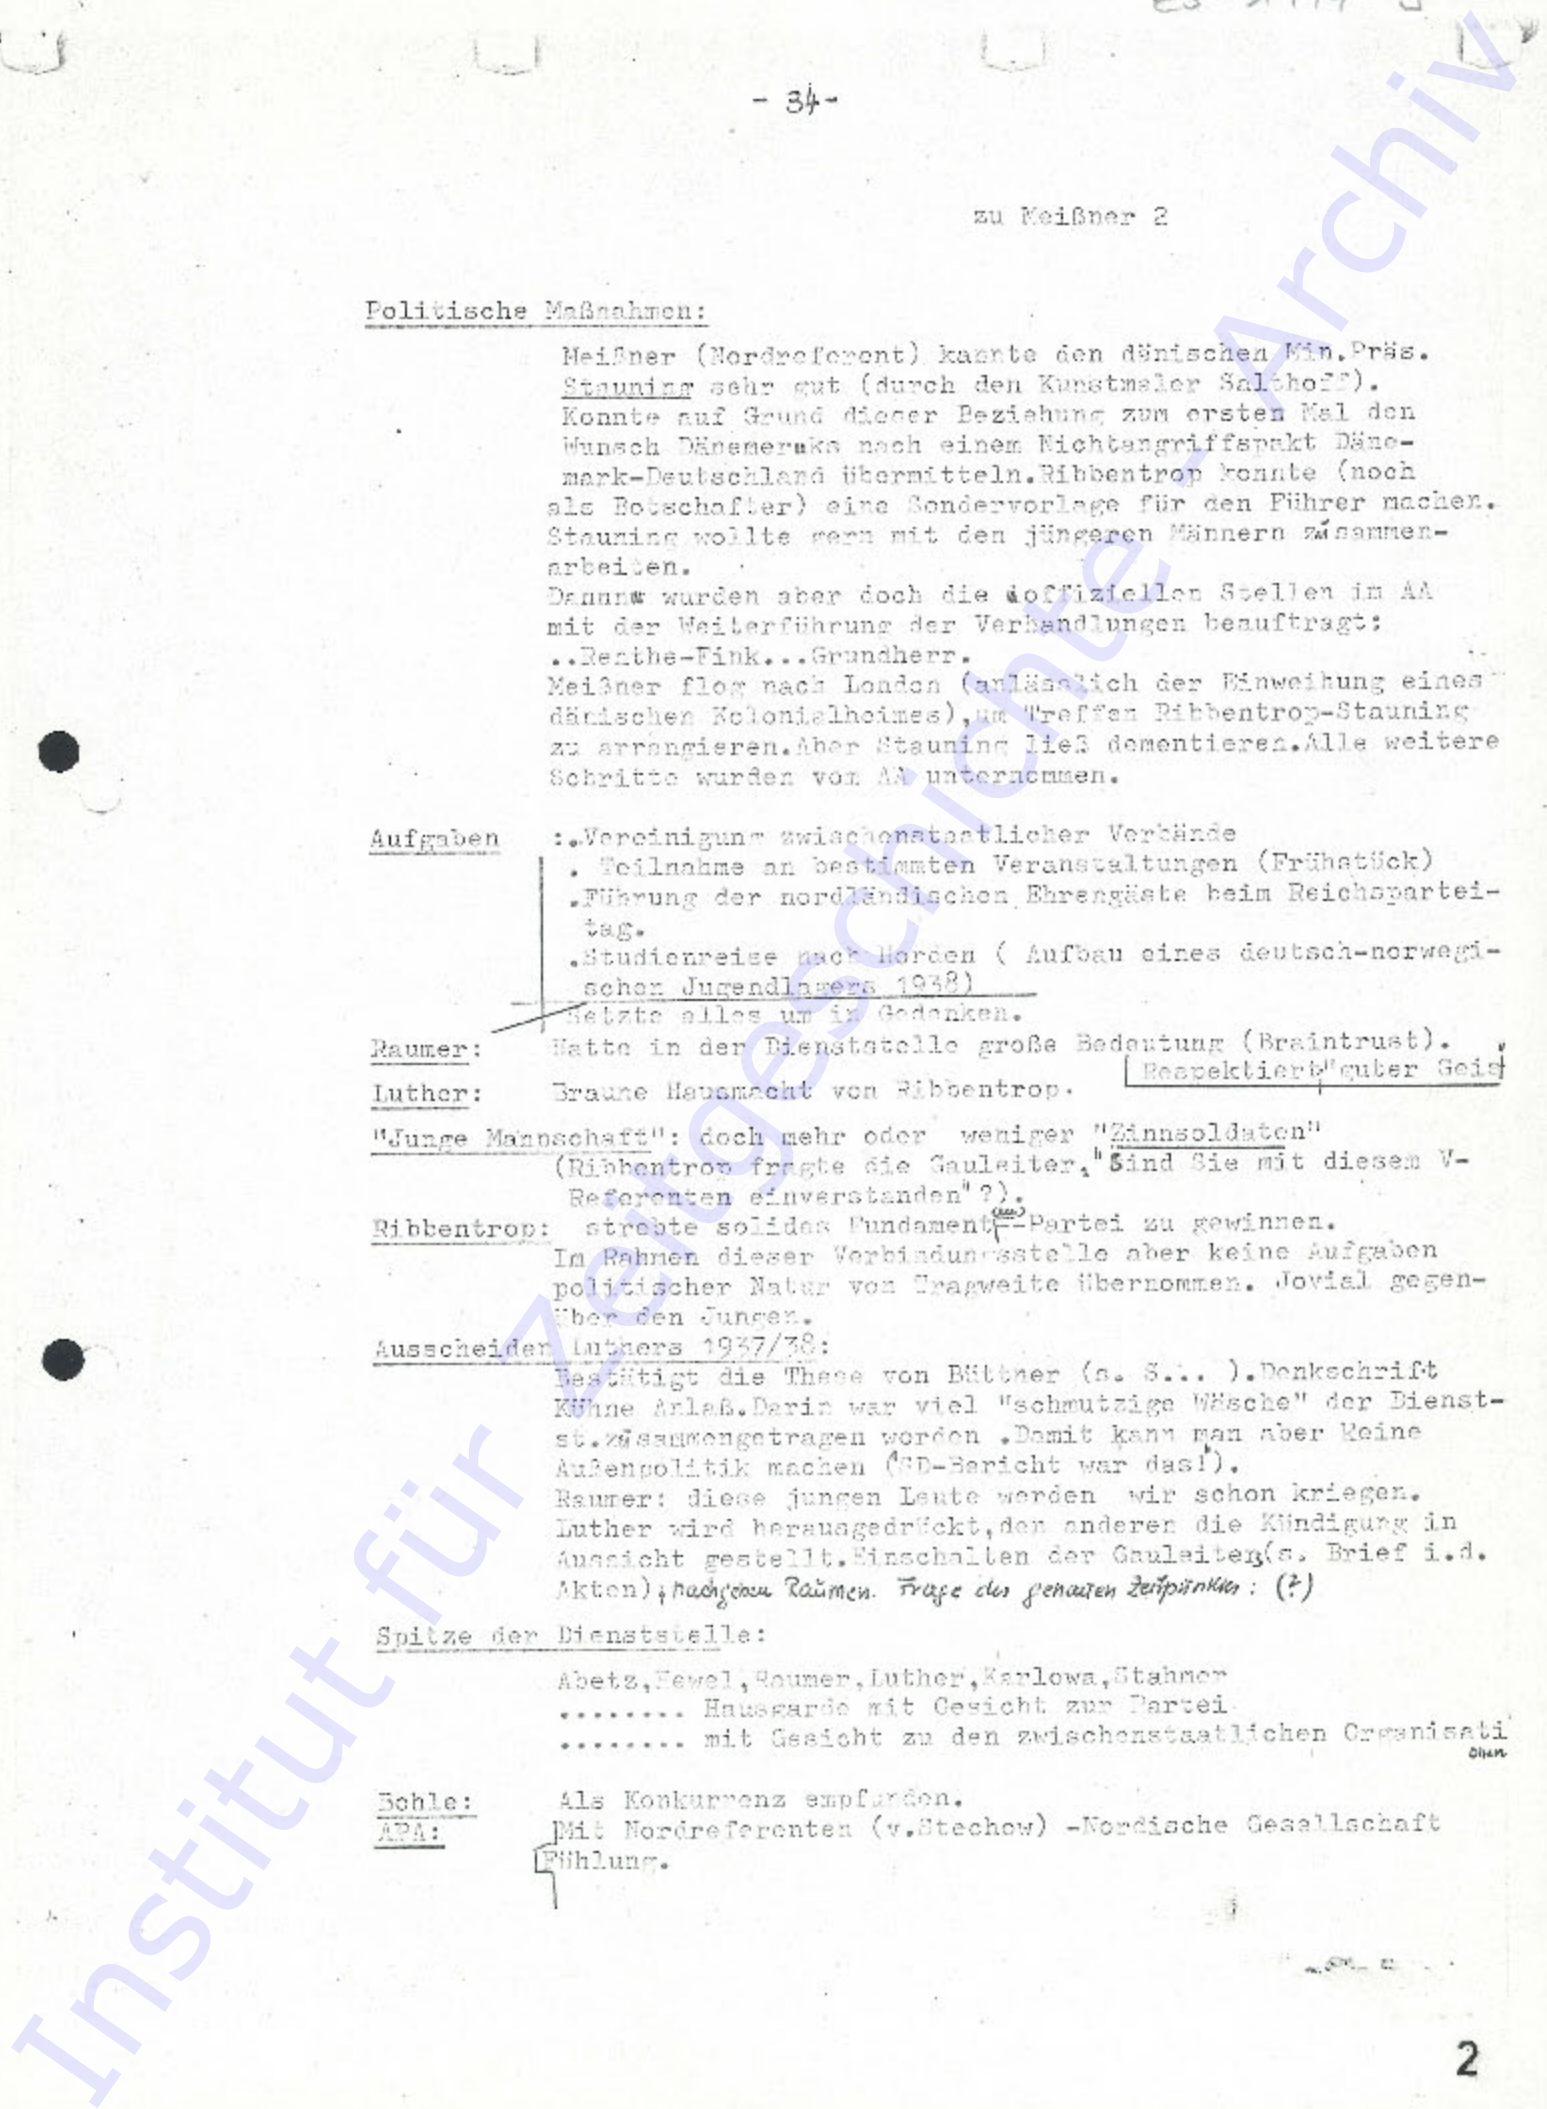 - 34 -
zu Meißner 2
Politische Maßnahmen:
Meißner (Nordreferent) kannte den dänischen Min.Präs.
Stauning sehr gut (durch den Kunstmaler Salthoff).
Konnte auf Grund dieser Beziehung zum ersten Mal den
Wunsch Dänemeraks nach einem Nichtangriffspakt Däne-
mark-Deutschland übermitteln.Ribbentrop konnte (noch
als Botschafter) eine Sondervorlage für den Führer machen.
Stauning wollte gern mit den jüngeren Männern zusammen-
arbeiten.
Dann wurden aber doch die offiziellen Stellen im AA
mit der Weiterführung der Verhandlungen beauftragt:
..Renthe-Fink...Grundherr.
Meißner flog nach London (anlässlich der Einweihung eines
dänischen Kolonialheimes),um Treffen Ribbentrop-Stauning
zu arrangieren.Aber Stauning ließ dementieren.Alle weitere
Schritte wurden vom AA unternommen.
Aufgaben :.Vereinigung zwischenstaatlicher Verbände
. Teilnahme an bestimmten Veranstaltungen (Frühstück)
.Führung der nordländischen Ehrengäste beim Reichspartei-
tag.
.Studienreise nach Norden ( Aufbau eines deutsch-norwegi-
schen Jugendlagers 1938)
Setzte alles um in Gedanken.
Raumer: Hatte in der Dienststelle große Bedeutung (Braintrust).
Respektiert"guter Geist"
Luther: Braune Hausmacht von Ribbentrop.
"Junge Mannschaft": doch mehr oder weniger "Zinnsoldaten"
(Ribbentrop fragte die Gauleiter,"Sind Sie mit diesem V-
Referenten einverstanden"?).
Ribbentrop: strebte solides Fundament -Partei zu gewinnen.
Im Rahmen dieser Verbindungsstelle aber keine Aufgaben
politischer Natur von Tragweite übernommen. Jovial gegen-
über den Jungen.
Ausscheiden Luthers 1937/38:
Bestätigt die These von Büttner (s. S... ).Denkschrift
Kühne Anlaß.Darin war viel "schmutzige Wäsche" der Dienst-
st.zusammengetragen worden .Damit kann man aber keine
Außenpolitik machen (SD-Bericht war das!).
Raumer: diese jungen Leute werden wir schon kriegen.
Luther wird herausgedrückt,den anderen die Kündigung in
Aussicht gestellt.Einschalten der Gauleiter(s. Brief i.d.
Akten); nachgeben Raumen. Frage des genauen Zeitpunktes: (?)
Spitze der Dienststelle:
Abetz,Hewel,Raumer,Luther,Karlowa,Stahmer
........ Hausgarde mit Gesicht zur Partei
........ mit Gesicht zu den zwischenstaatlichen Organisati
onen
Bohle: Als Konkurrenz empfunden.
APA: Mit Nordreferenten (v.Stechow) -Nordische Gesellschaft
Fühlung.
2
Institut für Zeitgeschichte - Archiv